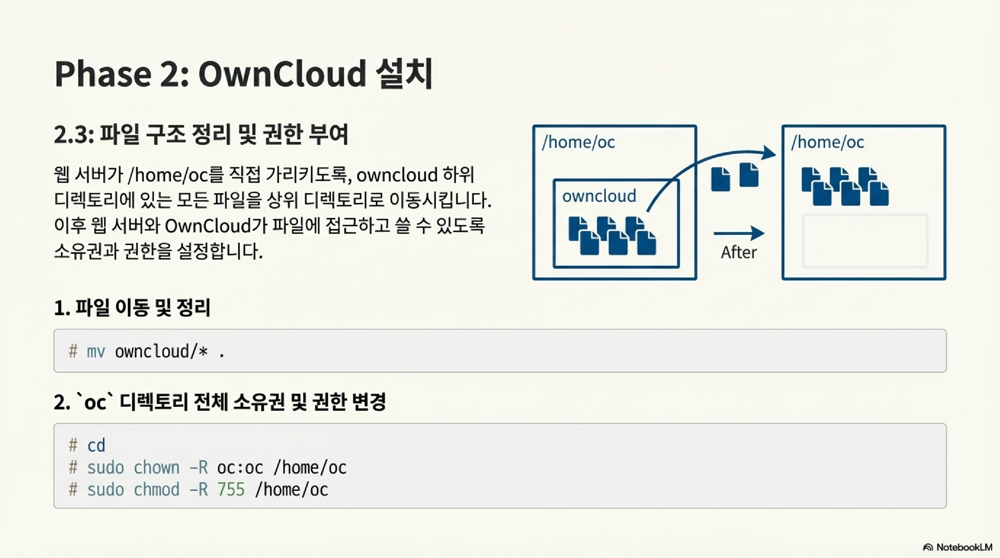 Phase 2: OwnCloud 설치
2.3: 파일 구조 정리 및 권한 부여
웹 서버가 /home/oc를 직접 가리키도록, owncloud 하위
디렉토리에 있는 모든 파일을 상위 디렉토리로 이동시킵니다.
이후 웹 서버와 OwnCloud가 파일에 접근하고 쓸 수 있도록
소유권과 권한을 설정합니다.
/home/oc
owncloud
After
/home/oc
1. 파일 이동 및 정리
# mv owncloud/* .
2. `oc` 디렉토리 전체 소유권 및 권한 변경
# cd
# sudo chown -R oc:oc /home/oc
# sudo chmod -R 755 /home/oc
NotebookLM